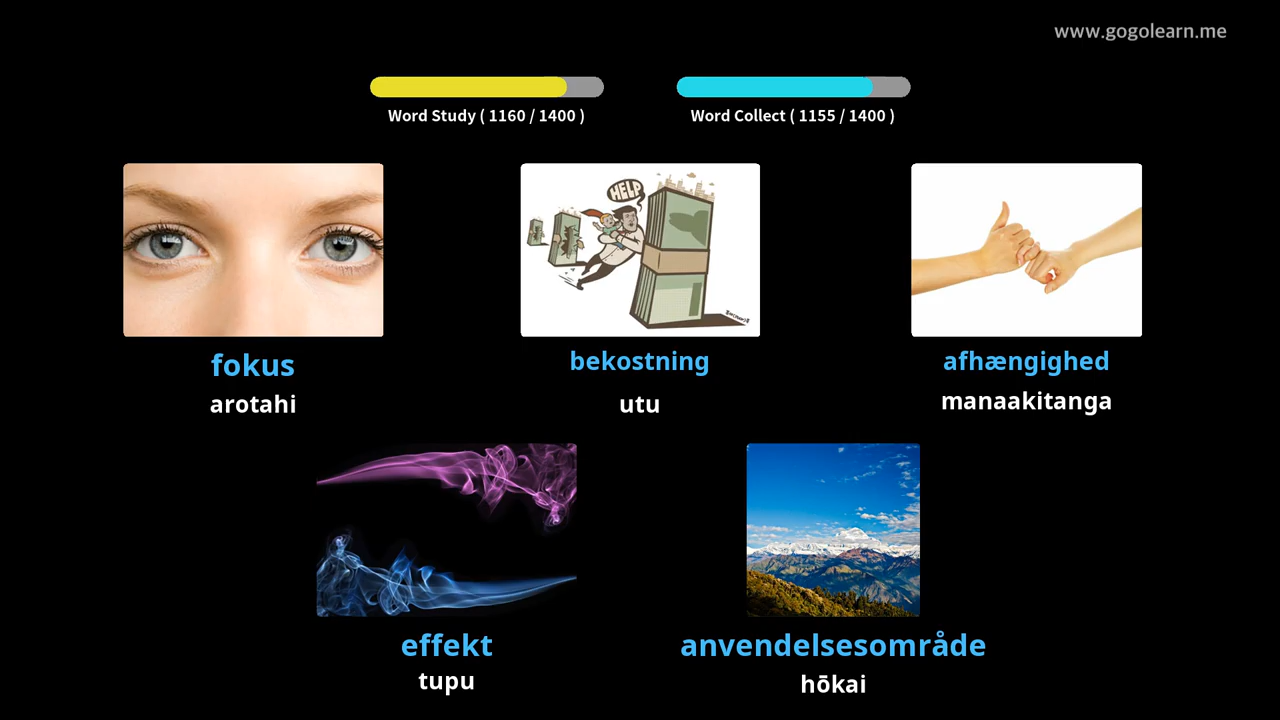 www.gogolearn.me
Word Study ( 1160 / 1400 )
Word Collect ( 1155 / 1400 )
HELP
fokus
bekostning
afhængighed
arotahi
utu
manaakitanga
effekt
anvendelsesområde
tupu
hōkai